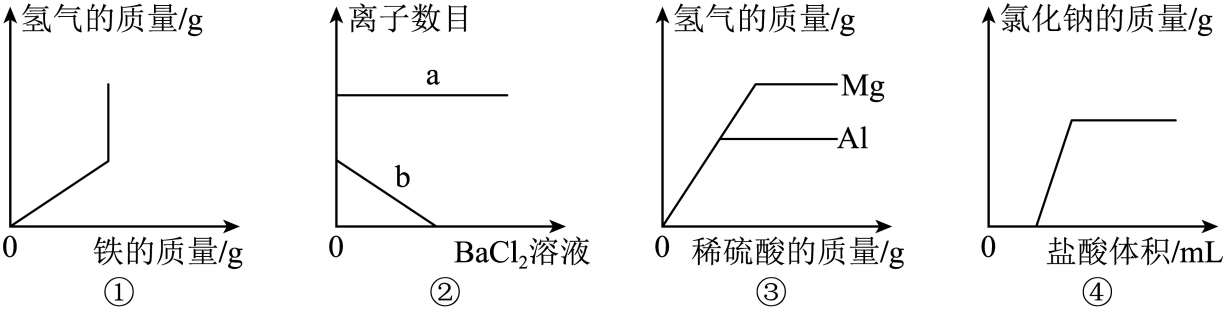 氢气的质量/g
0
铁的质量/g
①
离子数目
a
b
0
BaCl₂溶液
②
氢气的质量/g
Mg
Al
0
稀硫酸的质量/g
③
氯化钠的质量/g
0
盐酸体积/mL
④